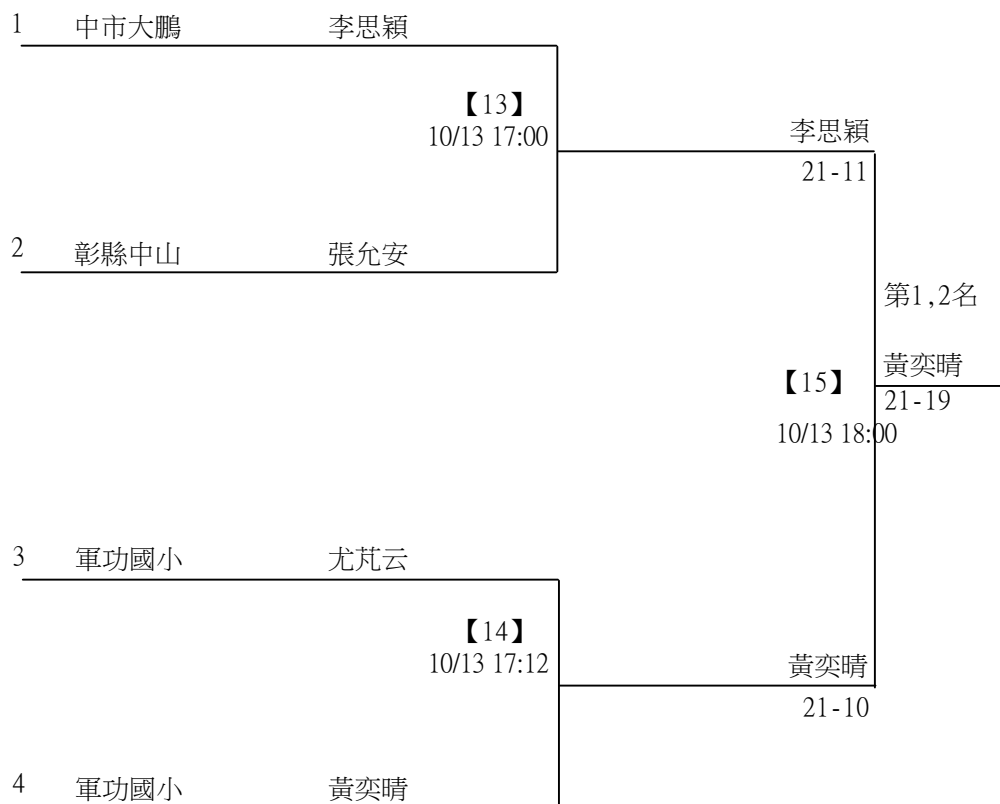 1 中市大鵬 李思穎
【13】
10/13 17:00
李思穎
21-11
2 彰縣中山 張允安
第1,2名
黃奕晴
【15】
21-19
10/13 18:00
3 軍功國小 尤芃云
【14】
10/13 17:12
黃奕晴
21-10
4 軍功國小 黃奕晴